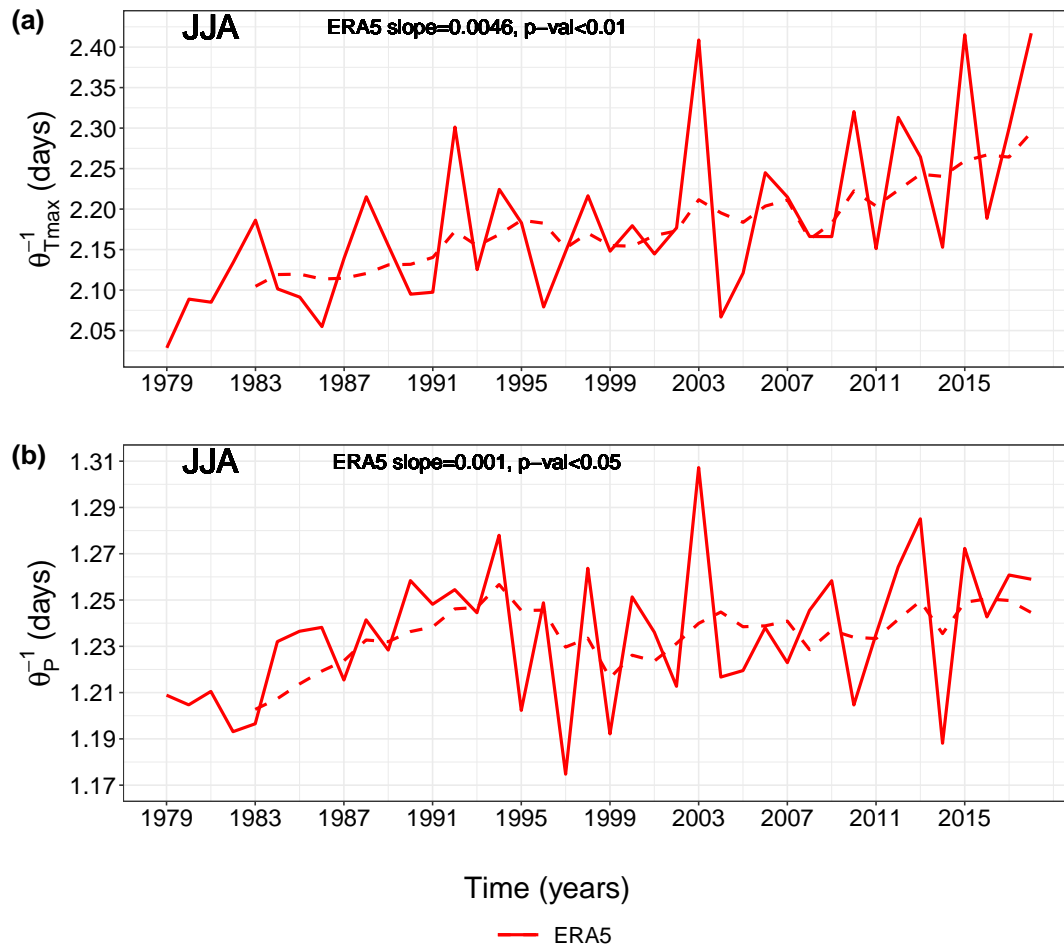 (a)
JJA
ERA5 slope=0.0046, p−val<0.01
θ⁻¹Tmax (days)
2.40
2.35
2.30
2.25
2.20
2.15
2.10
2.05
1979 1983 1987 1991 1995 1999 2003 2007 2011 2015
(b)
JJA
ERA5 slope=0.001, p−val<0.05
θ⁻¹P (days)
1.31
1.29
1.27
1.25
1.23
1.21
1.19
1.17
1979 1983 1987 1991 1995 1999 2003 2007 2011 2015
Time (years)
ERA5